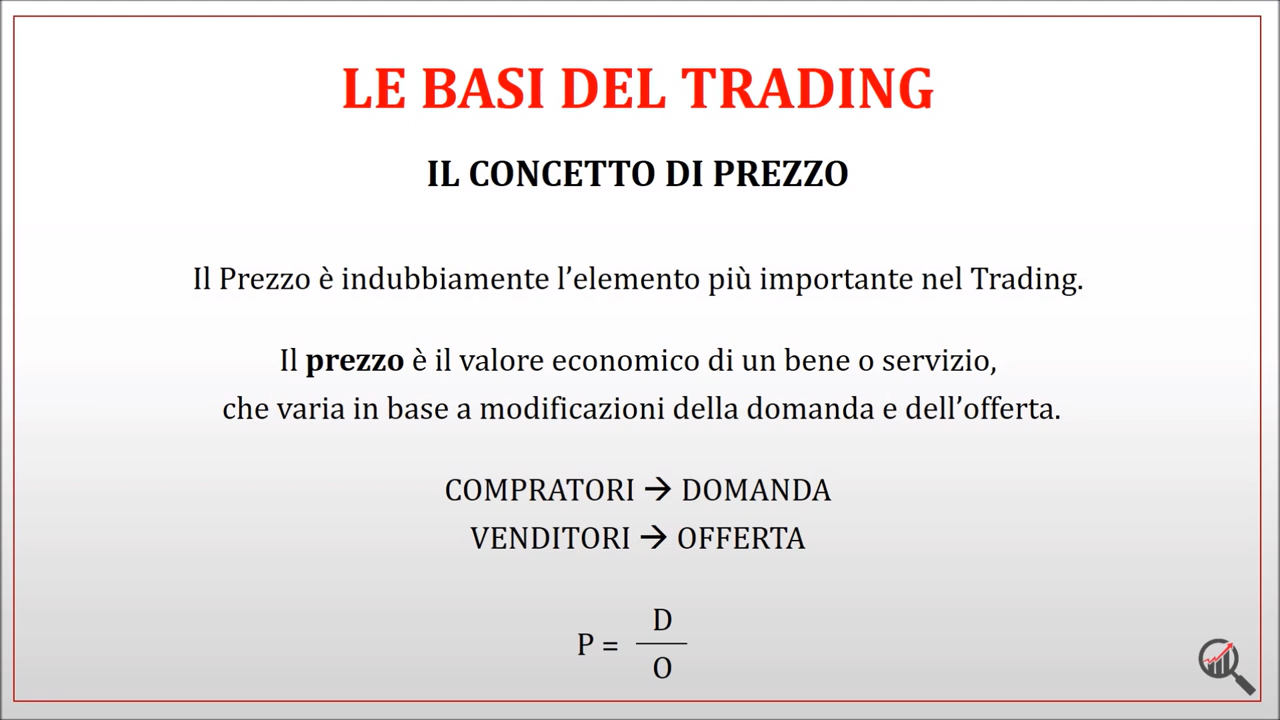 LE BASI DEL TRADING
IL CONCETTO DI PREZZO
Il Prezzo è indubbiamente l’elemento più importante nel Trading.
Il prezzo è il valore economico di un bene o servizio,
che varia in base a modificazioni della domanda e dell’offerta.
COMPRATORI → DOMANDA
VENDITORI → OFFERTA
D
P =
O